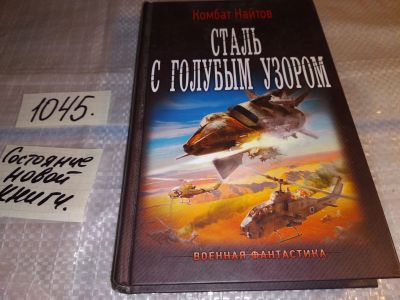 Комбат Найтов
СТАЛЬ
С ГОЛУБЫМ УЗОРОМ
1045.
Состояние
новой
книги.
ВОЕННАЯ ФАНТАСТИКА